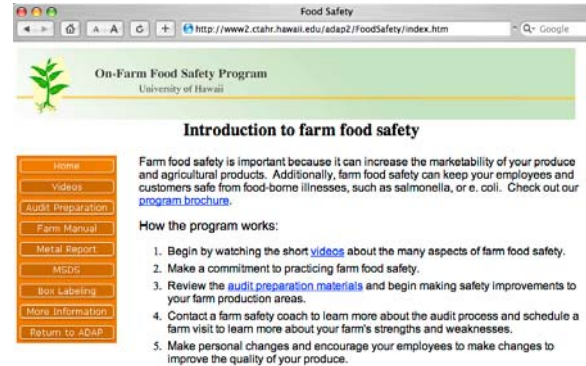 Food Safety
A A C + http://www2.ctahr.hawaii.edu/adap2/FoodSafety/index.htm Q Google
On-Farm Food Safety Program
University of Hawaii
Introduction to farm food safety
Home
Videos
Audit Preparation
Farm Manual
Metal Report
MSDS
Box Labeling
More Information
Return to ADAP
Farm food safety is important because it can increase the marketability of your produce
and agricultural products. Additionally, farm food safety can keep your employees and
customers safe from food-borne illnesses, such as salmonella, or e. coli. Check out our
program brochure.
How the program works:
1. Begin by watching the short videos about the many aspects of farm food safety.
2. Make a commitment to practicing farm food safety.
3. Review the audit preparation materials and begin making safety improvements to
your farm production areas.
4. Contact a farm safety coach to learn more about the audit process and schedule a
farm visit to learn more about your farm's strengths and weaknesses.
5. Make personal changes and encourage your employees to make changes to
improve the quality of your produce.